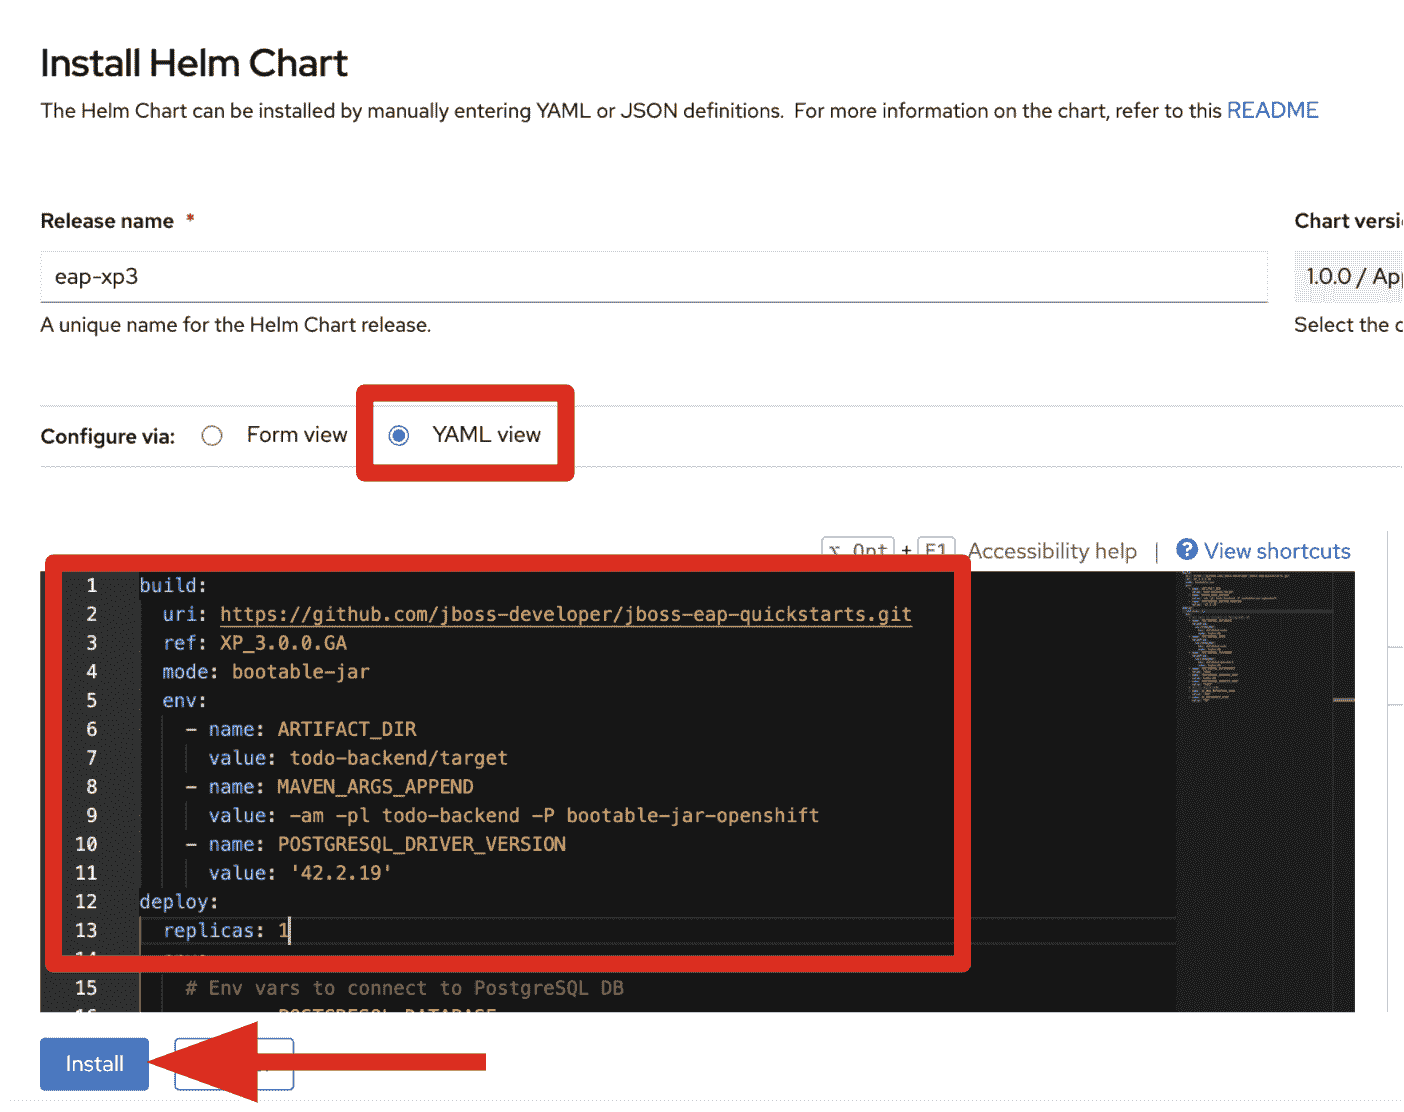 Install Helm Chart
The Helm Chart can be installed by manually entering YAML or JSON definitions. For more information on the chart, refer to this README
Release name *
Chart versi
eap-xp3
1.0.0 / Ap
A unique name for the Helm Chart release.
Select the c
Configure via: Form view YAML view
⌥ Opt + F1 Accessibility help | View shortcuts
1 build:
2 uri: https://github.com/jboss-developer/jboss-eap-quickstarts.git
3 ref: XP_3.0.0.GA
4 mode: bootable-jar
5 env:
6 - name: ARTIFACT_DIR
7 value: todo-backend/target
8 - name: MAVEN_ARGS_APPEND
9 value: -am -pl todo-backend -P bootable-jar-openshift
10 - name: POSTGRESQL_DRIVER_VERSION
11 value: '42.2.19'
12 deploy:
13 replicas: 1
14
15 # Env vars to connect to PostgreSQL DB
16 POSTGRESQL_DATABASE
Install